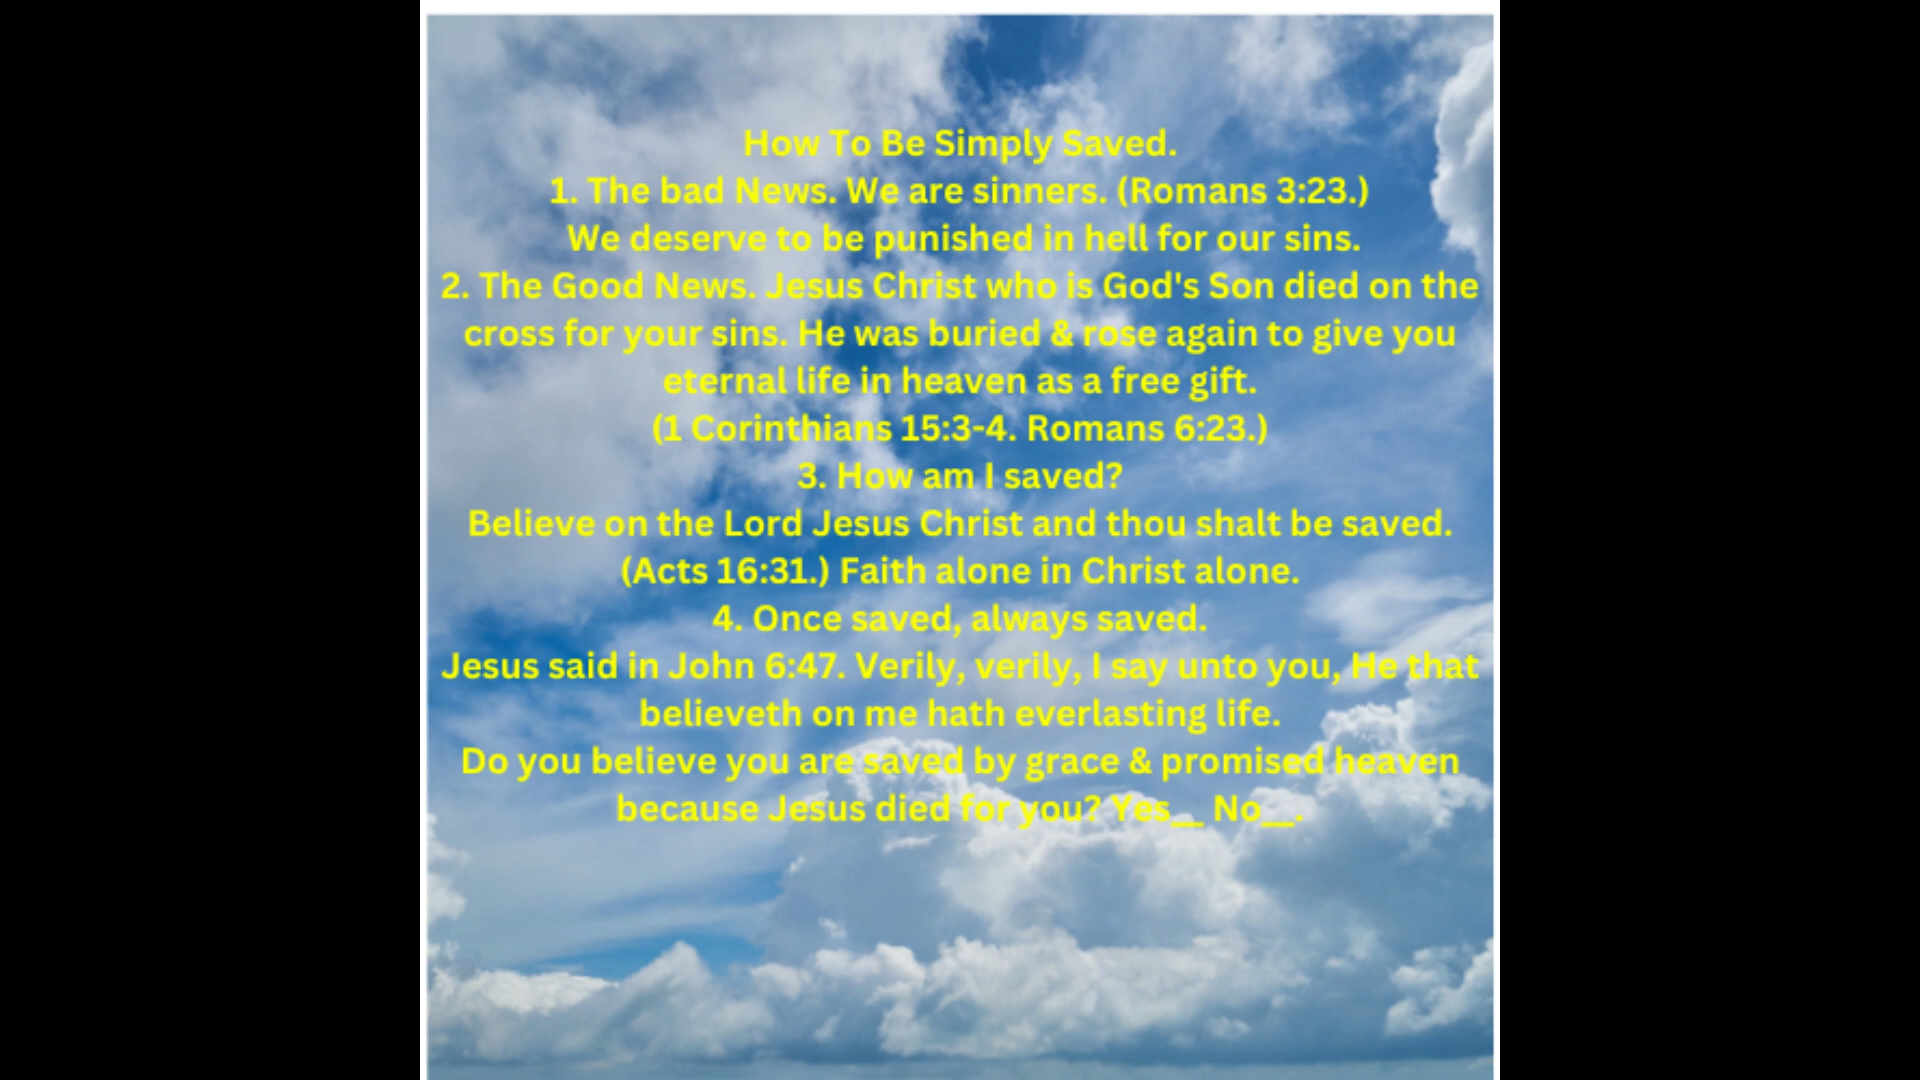 How To Be Simply Saved.
1. The bad News. We are sinners. (Romans 3:23.)
We deserve to be punished in hell for our sins.
2. The Good News. Jesus Christ who is God's Son died on the
cross for your sins. He was buried & rose again to give you
eternal life in heaven as a free gift.
(1 Corinthians 15:3-4. Romans 6:23.)
3. How am I saved?
Believe on the Lord Jesus Christ and thou shalt be saved.
(Acts 16:31.) Faith alone in Christ alone.
4. Once saved, always saved.
Jesus said in John 6:47. Verily, verily, I say unto you, He that
believeth on me hath everlasting life.
Do you believe you are saved by grace & promised heaven
because Jesus died for you? Yes__ No__.